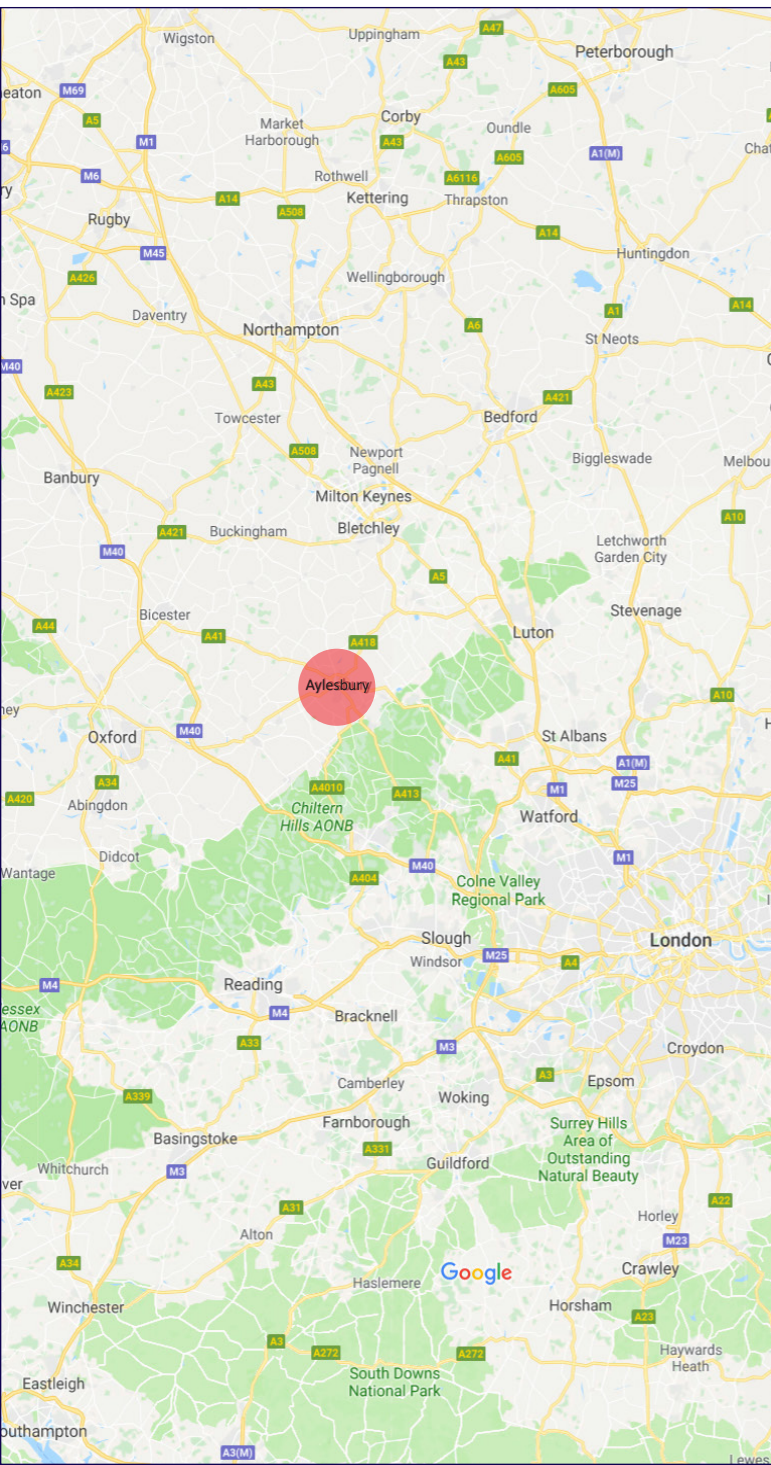 A47
Wigston
Uppingham
Peterborough
A43
M69
eaton
A605
A5
Corby
Market
Harborough
Oundle
M1
A43
A1(M)
6
Chat
A605
M6
Rothwell
A6116
ry
A14
Kettering
Thrapston
A508
Rugby
A14
M45
Huntingdon
A426
Wellingborough
n Spa
A14
Daventry
A1
Northampton
A6
St Neots
M40
A43
A423
A421
Towcester
Bedford
A508
Newport
Pagnell
Biggleswade
Melbou
Banbury
Milton Keynes
A10
Buckingham
Bletchley
A421
Letchworth
Garden City
M40
A5
Bicester
Stevenage
A44
A41
A418
Luton
Aylesbury
A10
ney
M40
Oxford
St Albans
A41
A1(M)
A34
M25
A4010
A413
M1
A420
Abingdon
Chiltern
Hills AONB
Watford
Didcot
M1
Wantage
A404
M40
Colne Valley
Regional Park
Slough
London
Windsor
M25
A4
M4
Reading
essex
AONB
M4
Bracknell
A33
M3
Croydon
A3
Epsom
Camberley
A339
Woking
Farnborough
Surrey Hills
Area of
Outstanding
Natural Beauty
Basingstoke
A331
Guildford
Whitchurch
M3
ver
A22
A31
Horley
Alton
M23
A34
Google
Crawley
Haslemere
Winchester
Horsham
A23
A3
A272
A272
Haywards
Heath
South Downs
National Park
Eastleigh
outhampton
A3(M)
Lewes